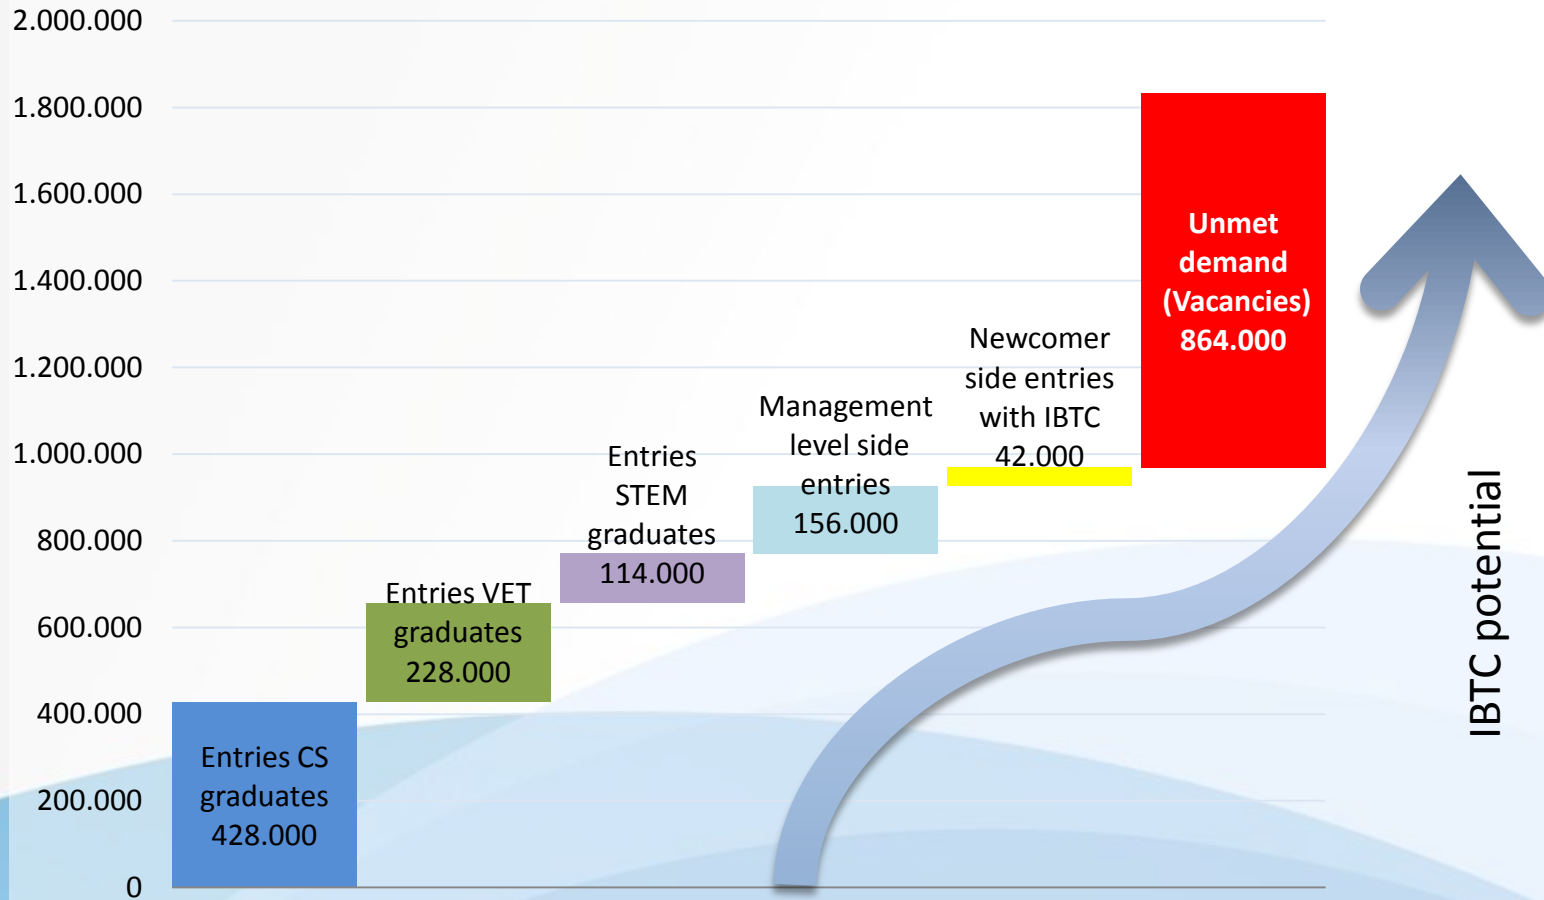 2.000.000
1.800.000
1.600.000
1.400.000
1.200.000
1.000.000
800.000
600.000
400.000
200.000
0
Entries CS
graduates
428.000
Entries VET
graduates
228.000
Entries
STEM
graduates
114.000
Management
level side
entries
156.000
Newcomer
side entries
with IBTC
42.000
Unmet
demand
(Vacancies)
864.000
IBTC potential